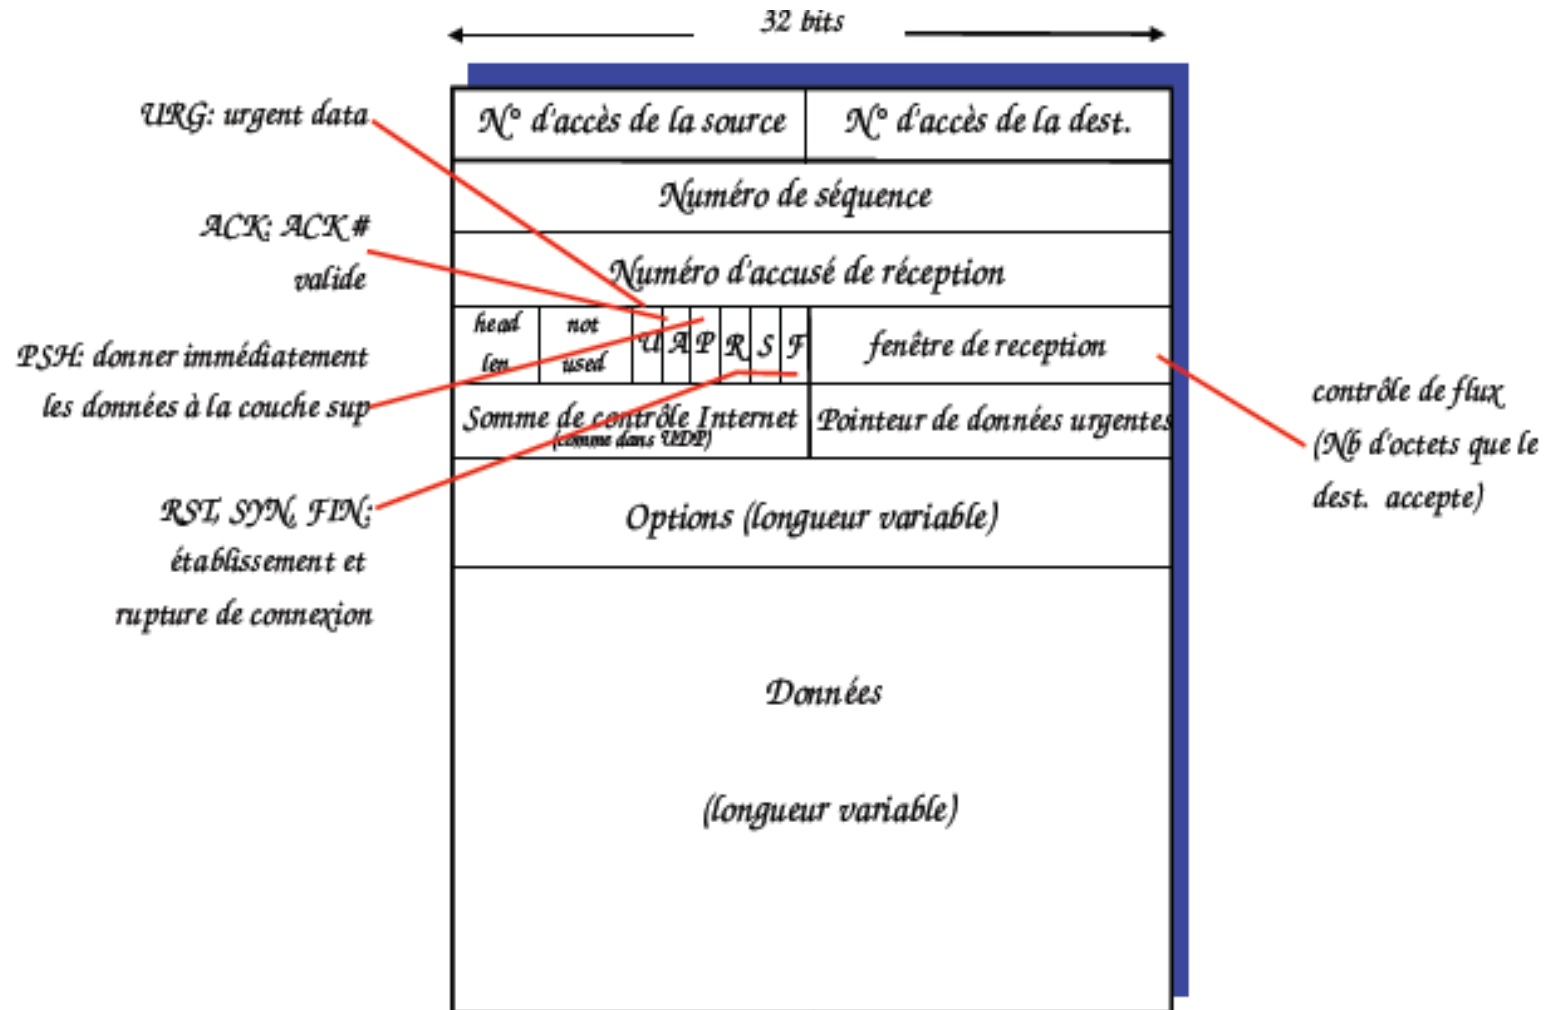 32 bits
URG: urgent data
N° d'accès de la source
N° d'accès de la dest.
Numéro de séquence
ACK: ACK #
valide
Numéro d'accusé de réception
head
len
not
used
U
A
P
R
S
F
fenêtre de reception
PSH: donner immédiatement
les données à la couche sup
contrôle de flux
(Nb d'octets que le
dest. accepte)
Somme de contrôle Internet
(comme dans UDP)
Pointeur de données urgentes
RST, SYN, FIN:
établissement et
rupture de connexion
Options (longueur variable)
Données
(longueur variable)